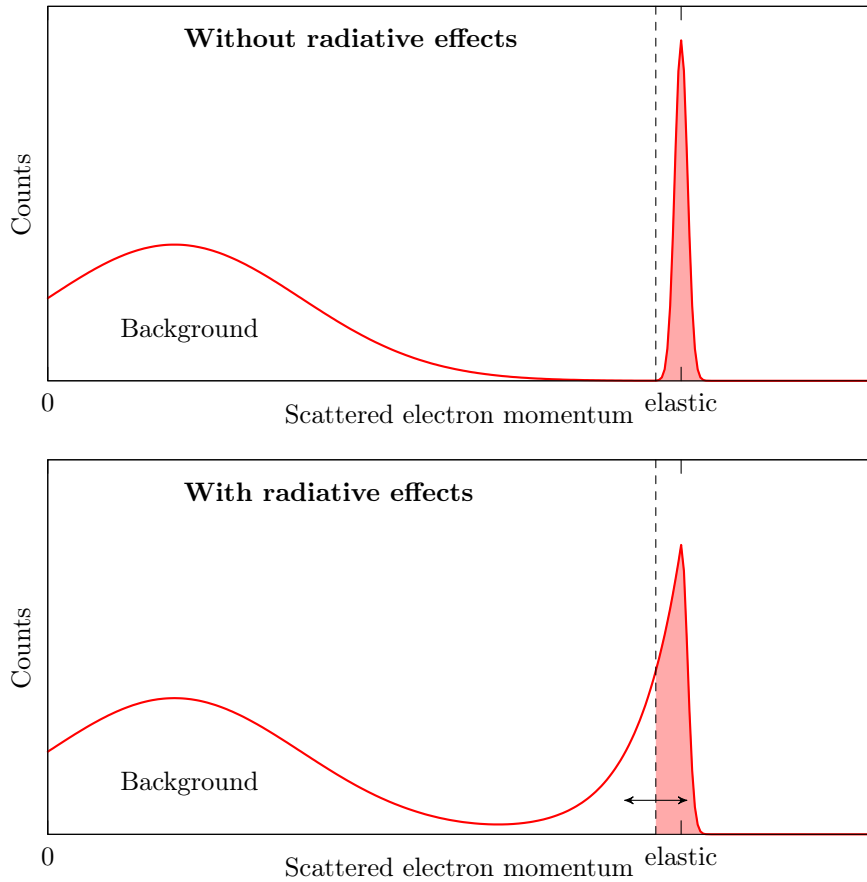 Without radiative effects
Counts
Background
0
elastic
Scattered electron momentum
With radiative effects
Counts
Background
0
elastic
Scattered electron momentum